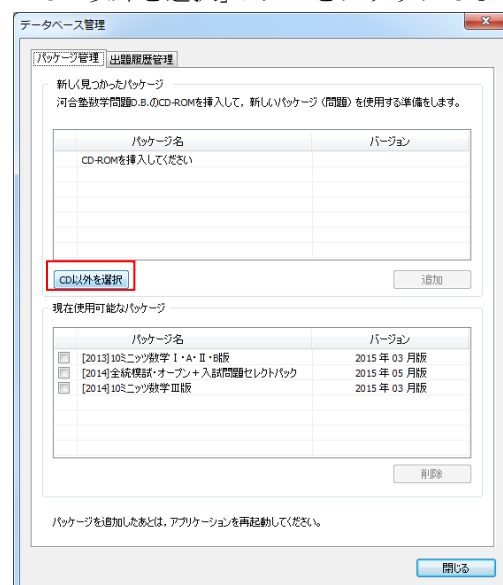 データベース管理
パッケージ管理 出題履歴管理
新しく見つかったパッケージ
河合塾数学問題D.B.のCD-ROMを挿入して，新しいパッケージ（問題）を使用する準備をします。
パッケージ名 バージョン
CD-ROMを挿入してください
CD以外を選択 追加
現在使用可能なパッケージ
パッケージ名 バージョン
[2013]10ミニッツ数学Ⅰ・A・Ⅱ・B版 2015 年 03 月版
[2014]全統模試・オープン＋入試問題セレクトパック 2015 年 05 月版
[2014]10ミニッツ数学Ⅲ版 2015 年 03 月版
削除
パッケージを追加したあとは，アプリケーションを再起動してください。
閉じる